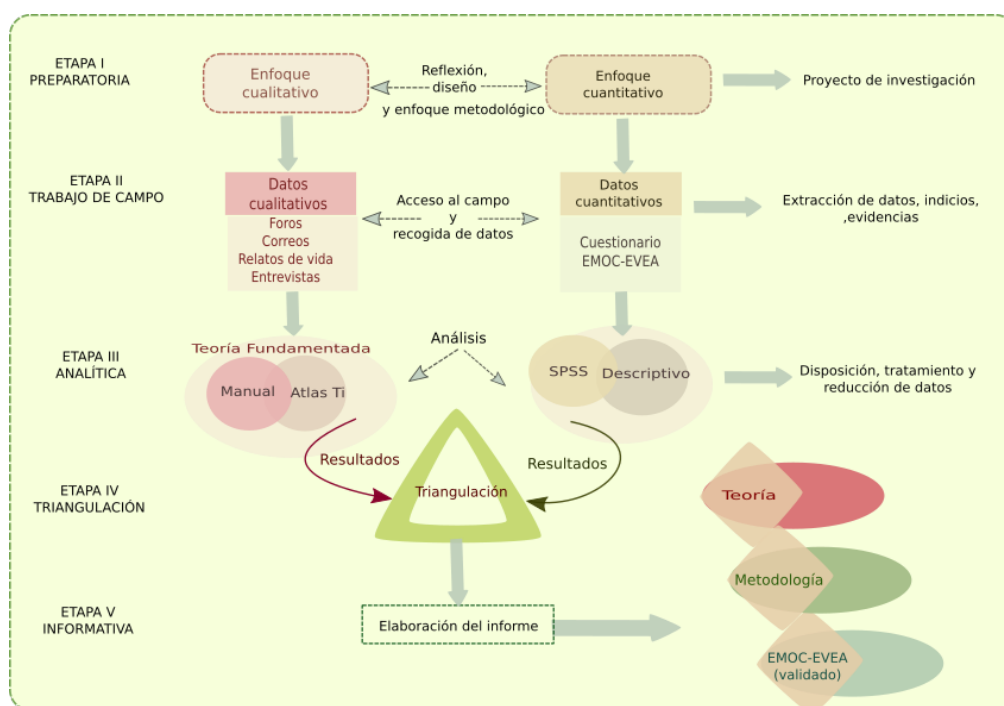 ETAPA I
PREPARATORIA
Enfoque
cualitativo
Reflexión,
diseño
y enfoque metodológico
Enfoque
cuantitativo
Proyecto de investigación
ETAPA II
TRABAJO DE CAMPO
Datos
cualitativos
Foros
Correos
Relatos de vida
Entrevistas
Acceso al campo
y
recogida de datos
Datos
cuantitativos
Cuestionario
EMOC-EVEA
Extracción de datos, indicios,
,evidencias
ETAPA III
ANALÍTICA
Teoría Fundamentada
Manual
Atlas Ti
Análisis
SPSS
Descriptivo
Disposición, tratamiento y
reducción de datos
ETAPA IV
TRIANGULACIÓN
Resultados
Triangulación
Resultados
Teoría
Metodología
EMOC-EVEA
(validado)
ETAPA V
INFORMATIVA
Elaboración del informe